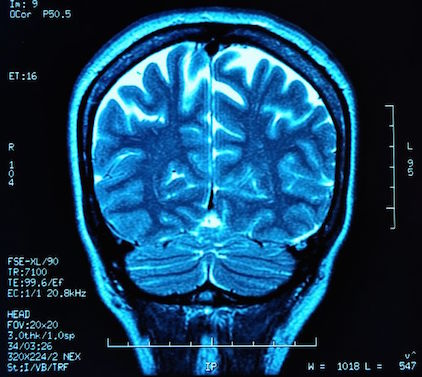 Im: 9
OCor P50.5
ET:16
R
104
L
95
FSE-XL/90
TR:7100
TE:99.6/Ef
EC:1/1 20.8kHz
HEAD
FOV:20x20
3.0thk/1.0sp
34/03:26
320X224/2 NEX
St:I/VB/TRF
IP
W = 1018 L = 547